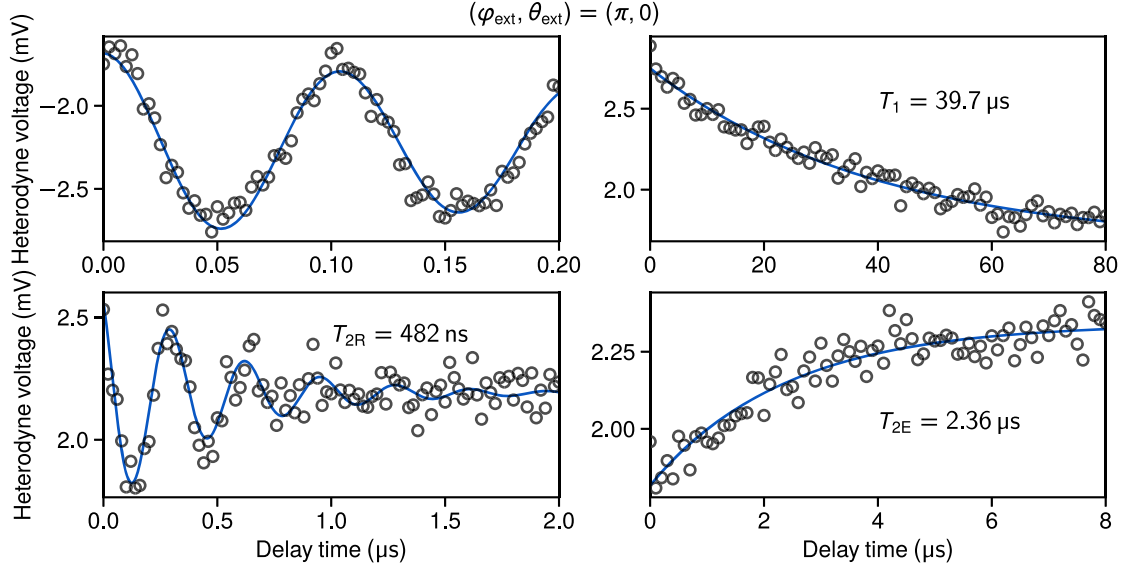 (φext, θext) = (π, 0)
Heterodyne voltage (mV)
−2.0
−2.5
0.00 0.05 0.10 0.15 0.20
T1 = 39.7 μs
2.5
2.0
0 20 40 60 80
Heterodyne voltage (mV)
T2R = 482 ns
2.5
2.0
0.0 0.5 1.0 1.5 2.0
Delay time (μs)
2.25
2.00
T2E = 2.36 μs
0 2 4 6 8
Delay time (μs)